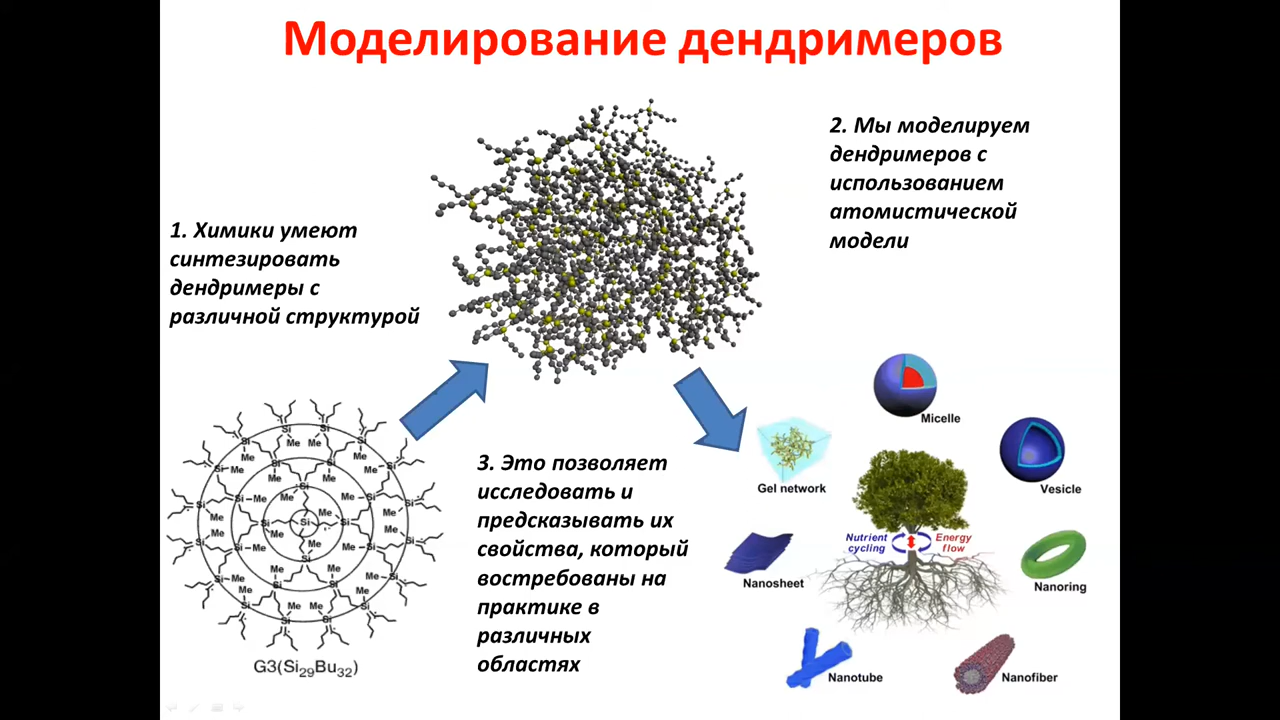 Моделирование дендримеров
1. Химики умеют
синтезировать
дендримеры с
различной структурой
2. Мы моделируем
дендримеров с
использованием
атомистической
модели
3. Это позволяет
исследовать и
предсказывать их
свойства, который
востребованы на
практике в
различных
областях
G3(Si29Bu32)
Micelle
Gel network
Vesicle
Nutrient
cycling
Energy
flow
Nanosheet
Nanoring
Nanotube
Nanofiber